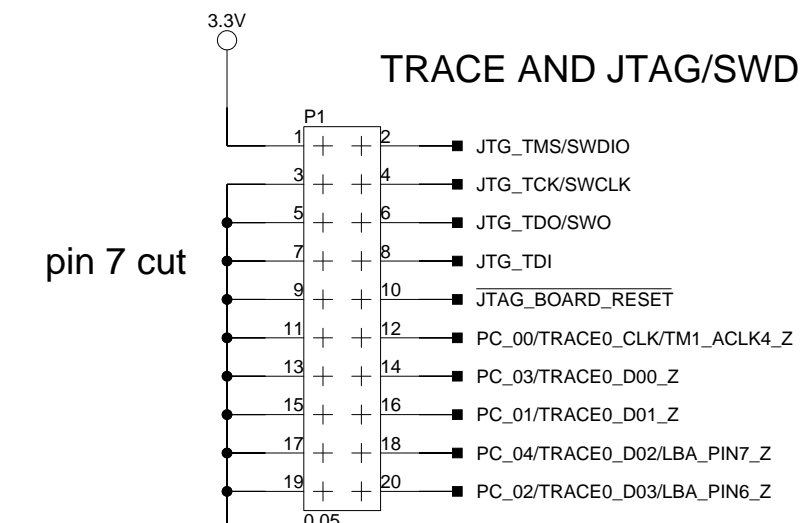 3.3V
TRACE AND JTAG/SWD
P1
1 2 JTG_TMS/SWDIO
3 4 JTG_TCK/SWCLK
5 6 JTG_TDO/SWO
pin 7 cut 7 8 JTG_TDI
9 10 JTAG_BOARD_RESET
11 12 PC_00/TRACE0_CLK/TM1_ACLK4_Z
13 14 PC_03/TRACE0_D00_Z
15 16 PC_01/TRACE0_D01_Z
17 18 PC_04/TRACE0_D02/LBA_PIN7_Z
19 20 PC_02/TRACE0_D03/LBA_PIN6_Z
0.05